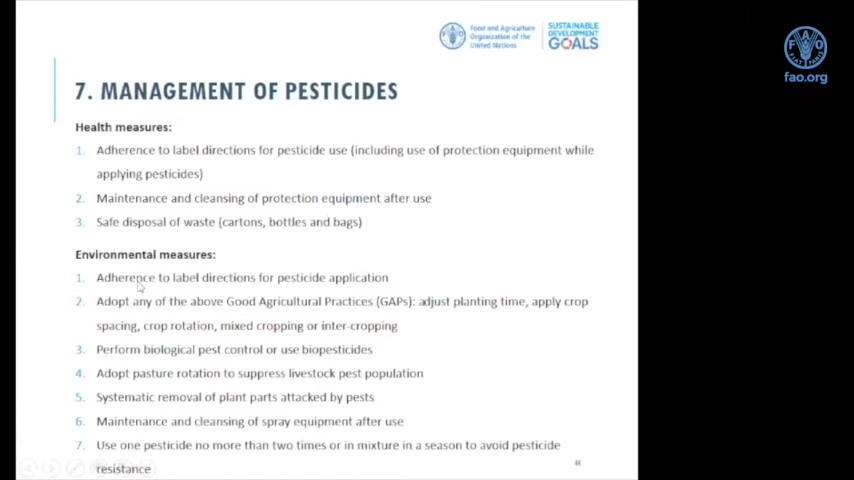 Food and Agriculture
Organization of the
United Nations
SUSTAINABLE
DEVELOPMENT
GOALS
F A O
FIAT PANIS
fao.org
7. MANAGEMENT OF PESTICIDES
Health measures:
1. Adherence to label directions for pesticide use (including use of protection equipment while
applying pesticides)
2. Maintenance and cleansing of protection equipment after use
3. Safe disposal of waste (cartons, bottles and bags)
Environmental measures:
1. Adherence to label directions for pesticide application
2. Adopt any of the above Good Agricultural Practices (GAPs): adjust planting time, apply crop
spacing, crop rotation, mixed cropping or inter-cropping
3. Perform biological pest control or use biopesticides
4. Adopt pasture rotation to suppress livestock pest population
5. Systematic removal of plant parts attacked by pests
6. Maintenance and cleansing of spray equipment after use
7. Use one pesticide no more than two times or in mixture in a season to avoid pesticide
resistance